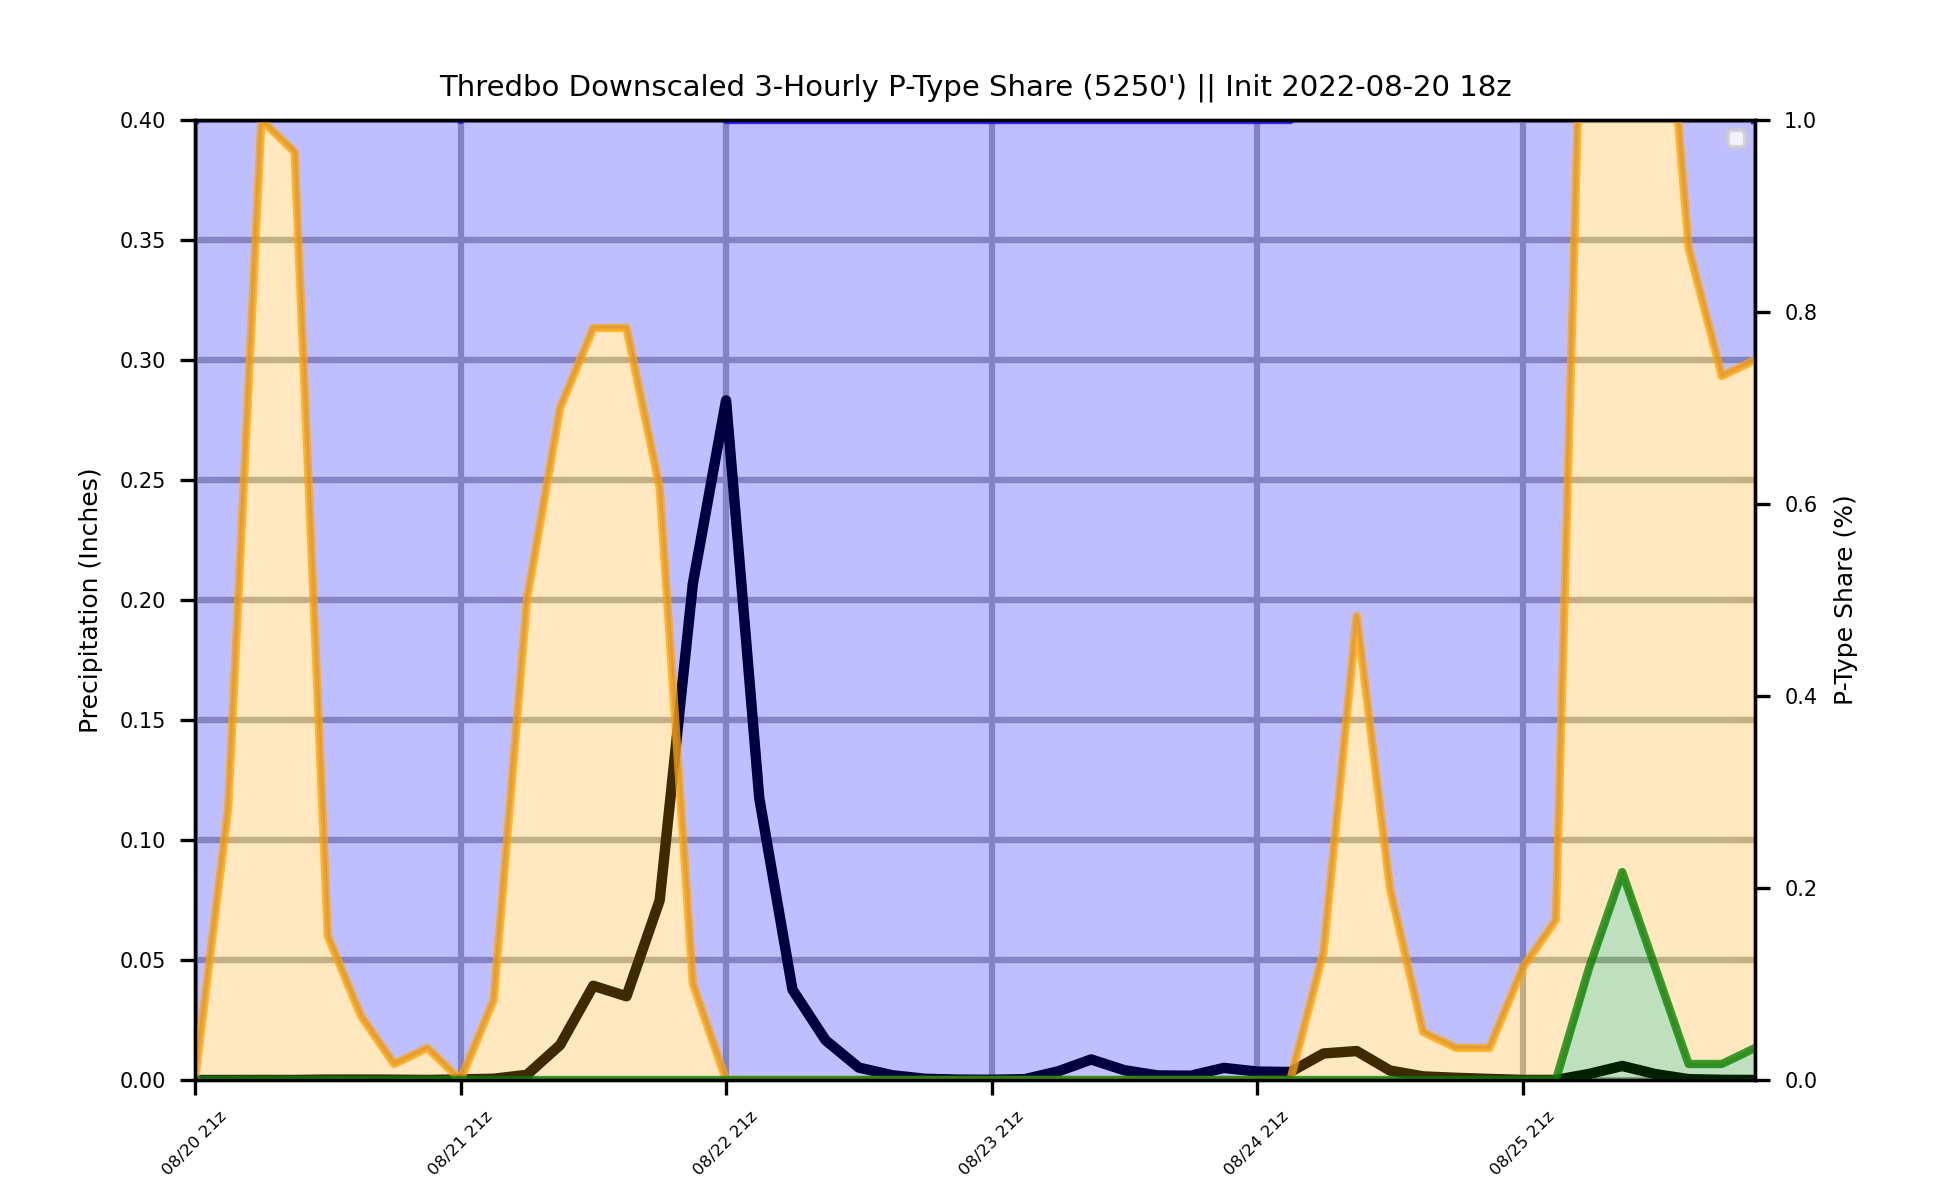 Thredbo Downscaled 3-Hourly P-Type Share (5250') || Init 2022-08-20 18z
Precipitation (Inches)
0.40
0.35
0.30
0.25
0.20
0.15
0.10
0.05
0.00
1.0
0.8
0.6
0.4
0.2
0.0
P-Type Share (%)
08/20 21z
08/21 21z
08/22 21z
08/23 21z
08/24 21z
08/25 21z